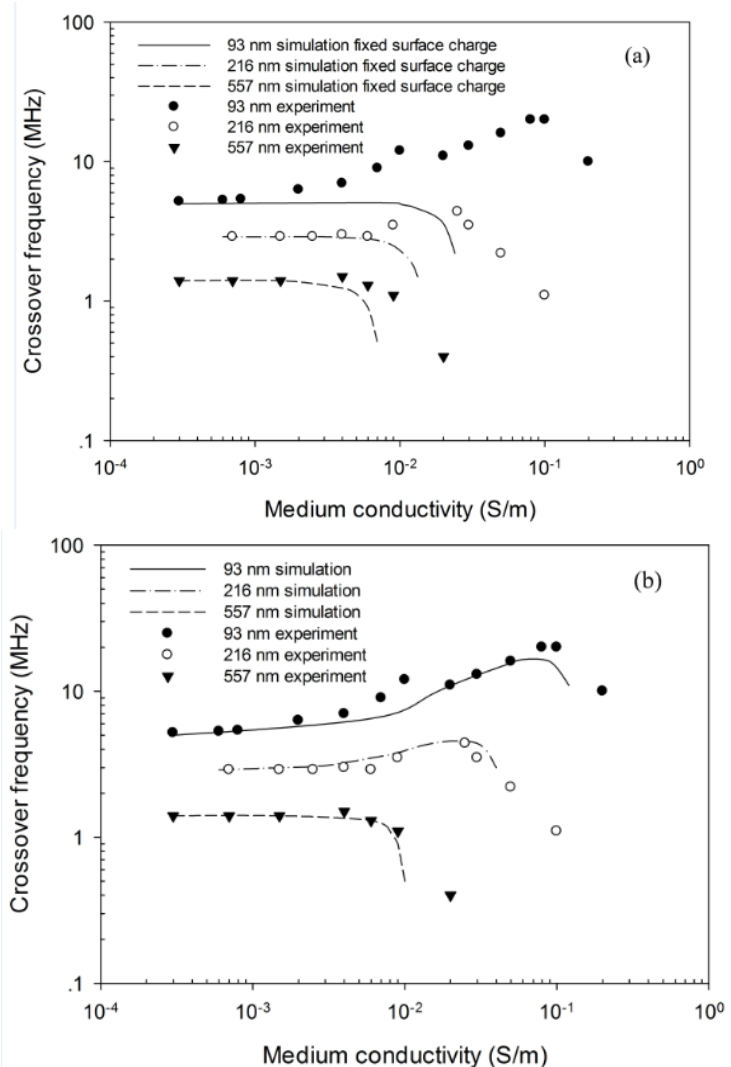 (a)
93 nm simulation fixed surface charge
216 nm simulation fixed surface charge
557 nm simulation fixed surface charge
93 nm experiment
216 nm experiment
557 nm experiment
Crossover frequency (MHz)
100
10
1
.1
10⁻⁴ 10⁻³ 10⁻² 10⁻¹ 10⁰
Medium conductivity (S/m)
(b)
93 nm simulation
216 nm simulation
557 nm simulation
93 nm experiment
216 nm experiment
557 nm experiment
Crossover frequency (MHz)
100
10
1
.1
10⁻⁴ 10⁻³ 10⁻² 10⁻¹ 10⁰
Medium conductivity (S/m)